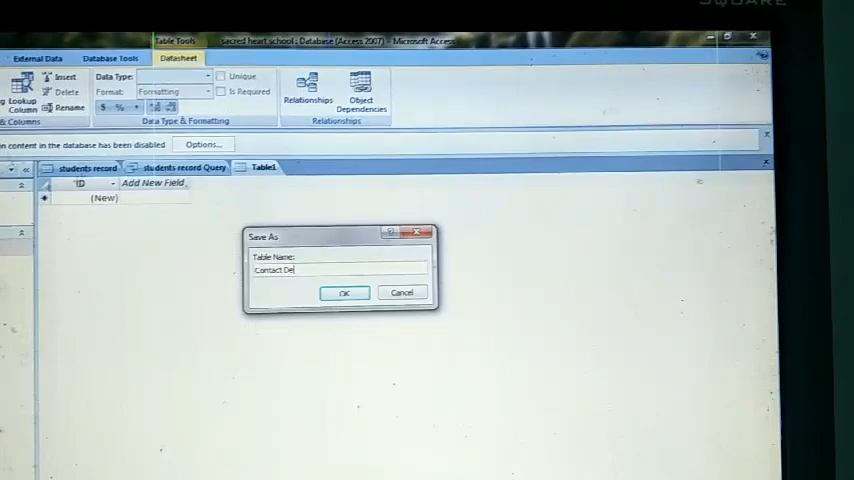 SQUARE
Table Tools sacred heart school : Database (Access 2007) - Microsoft Access
External Data Database Tools Datasheet
Insert Data Type: Unique
Lookup Column Delete Format: Formatting Is Required Relationships Object Dependencies
Rename $ %
& Columns Data Type & Formatting Relationships
n content in the database has been disabled Options...
students record students record Query Table1
ID Add New Field
(New)
Save As
Table Name:
Contact De
OK Cancel